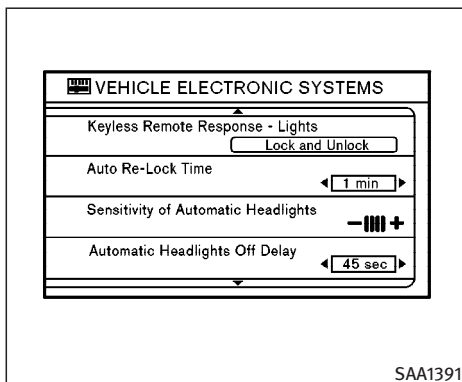 VEHICLE ELECTRONIC SYSTEMS
Keyless Remote Response - Lights
Lock and Unlock
Auto Re-Lock Time
1 min
Sensitivity of Automatic Headlights
Automatic Headlights Off Delay
45 sec
SAA1391